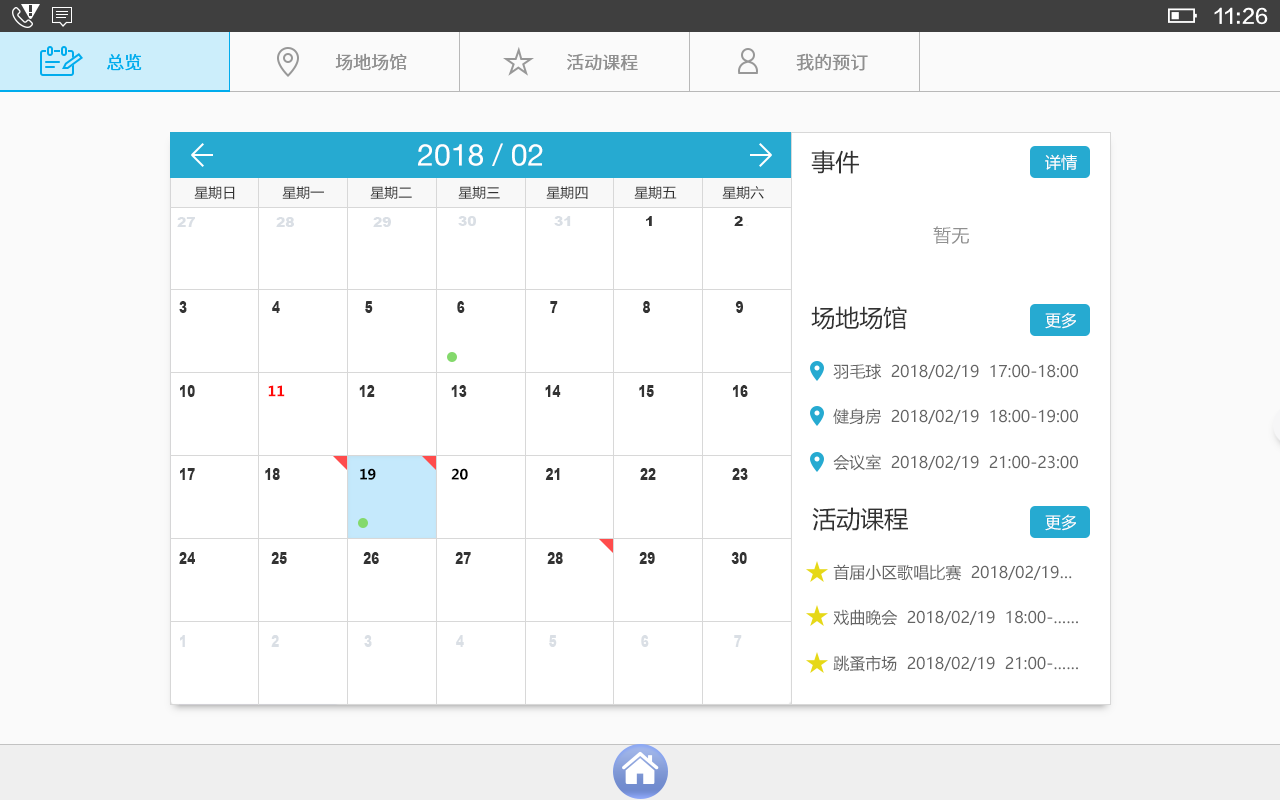 11:26
总览 场地场馆 活动课程 我的预订
2018 / 02
星期日 星期一 星期二 星期三 星期四 星期五 星期六
27 28 29 30 31 1 2
3 4 5 6 7 8 9
10 11 12 13 14 15 16
17 18 19 20 21 22 23
24 25 26 27 28 29 30
1 2 3 4 5 6 7
事件 详情
暂无
场地场馆 更多
羽毛球 2018/02/19 17:00-18:00
健身房 2018/02/19 18:00-19:00
会议室 2018/02/19 21:00-23:00
活动课程 更多
首届小区歌唱比赛 2018/02/19...
戏曲晚会 2018/02/19 18:00-......
跳蚤市场 2018/02/19 21:00-......